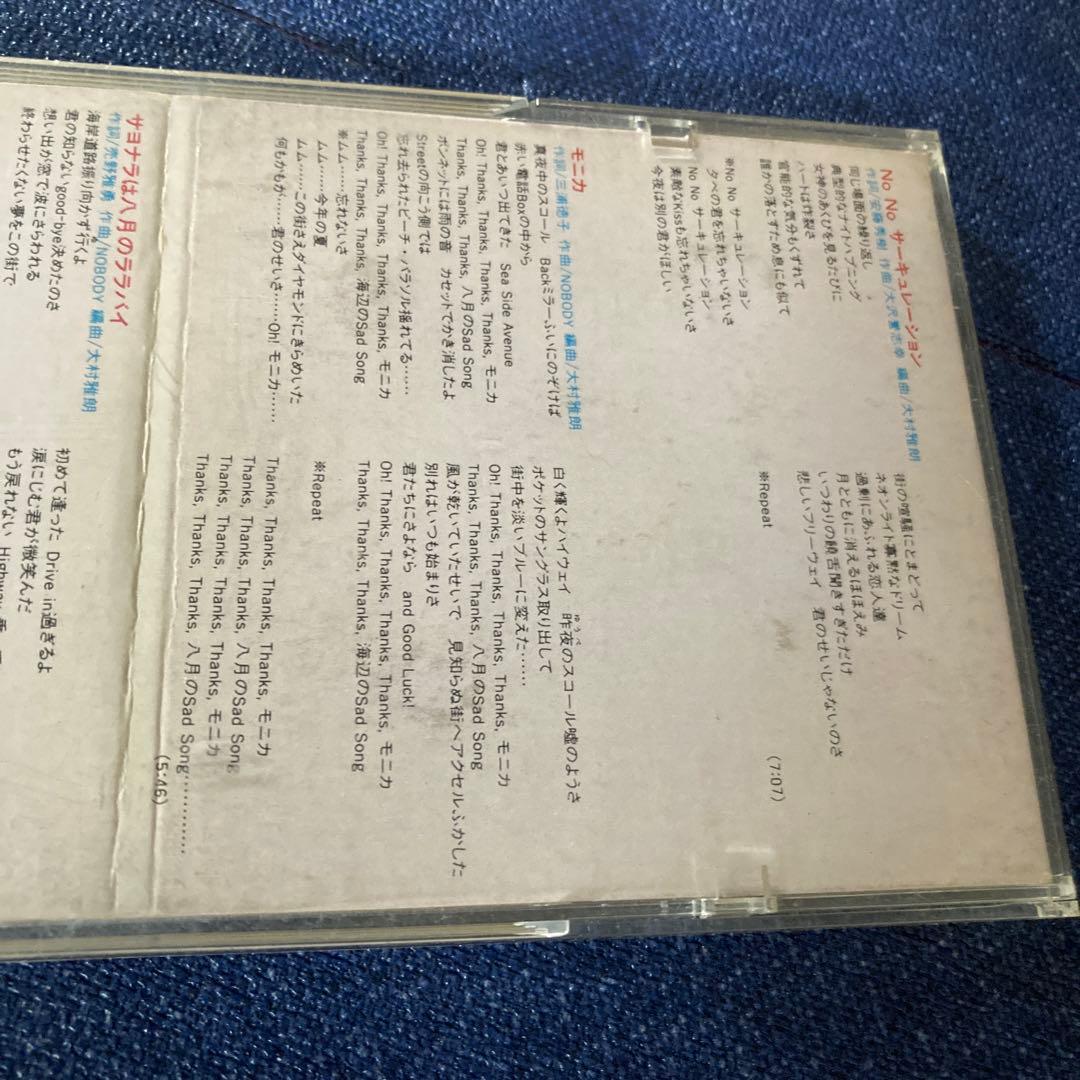 No No サーキュレーション
作詞/安藤秀樹 作曲/大沢誉志幸 編曲/大村雅朗
同じ場面の繰り返し
典型的なナイトハプニング
女神のあくびを見るたびに
ハートは炸裂さ
官能的な気分もくずれて
誰かの落とすため息にも似て
※No No サーキュレーション
夕べの君を忘れちゃいないさ
No No サーキュレーション
素敵なKissも忘れちゃいないさ
今夜は別の君がほしい
街の喧騒にとまどって
ネオンライト寡黙なドリーム
過剰にあふれる恋人達
月とともに消えるほほえみ
いつわりの饒舌聞きすぎただけ
悲しいフリーウェイ 君のせいじゃないのさ
※Repeat
(7:07)
モニカ
作詞/三浦徳子 作曲/NOBODY 編曲/大村雅朗
真夜中のスコール Backミラーふいにのぞけば
赤い電話Boxの中から
君とあいつ出てきた Sea Side Avenue
Oh! Thanks, Thanks, Thanks, Thanks, モニカ
Thanks, Thanks, Thanks, 八月のSad Song
ボンネットには雨の音 カセットでかき消したよ
Streetの向こう側では
忘れ去られたビーチ・パラソル揺れてる……
Oh! Thanks, Thanks, Thanks, Thanks, モニカ
Thanks, Thanks, Thanks, 海辺のSad Song
※ムム……忘れないさ
ムム……今年の夏
ムム……この街さえダイヤモンドにきらめいた
何もかもが……君のせいさ……Oh! モニカ……
白く輝くよハイウェイ 昨夜のスコール嘘のようさ
ゆうべ
ポケットのサングラス取り出して
街中を淡いブルーに変えた……
Oh! Thanks, Thanks, Thanks, Thanks, モニカ
Thanks, Thanks, Thanks, 八月のSad Song
風が乾いていたせいで 見知らぬ街へアクセルふかした
別れはいつも始まりさ
君たちにさよなら and Good Luck!
Oh! Thanks, Thanks, Thanks, Thanks, モニカ
Thanks, Thanks, Thanks, 海辺のSad Song
※Repeat
Thanks, Thanks, Thanks, Thanks, モニカ
Thanks, Thanks, Thanks, 八月のSad Song
Thanks, Thanks, Thanks, Thanks, モニカ
Thanks, Thanks, Thanks, 八月のSad Song…………
(5:46)
サヨナラは八月のララバイ
作詞/売野雅勇 作曲/NOBODY 編曲/大村雅朗
海岸道路振り向かず行くよ
君の知らない'good-bye'決めたのさ
想い出が窓で波にさらわれる
終わらせたくない夢をこの街で
初めて逢った Drive in過ぎるよ
涙にじむ君が微笑んだ
もう戻れない Highway